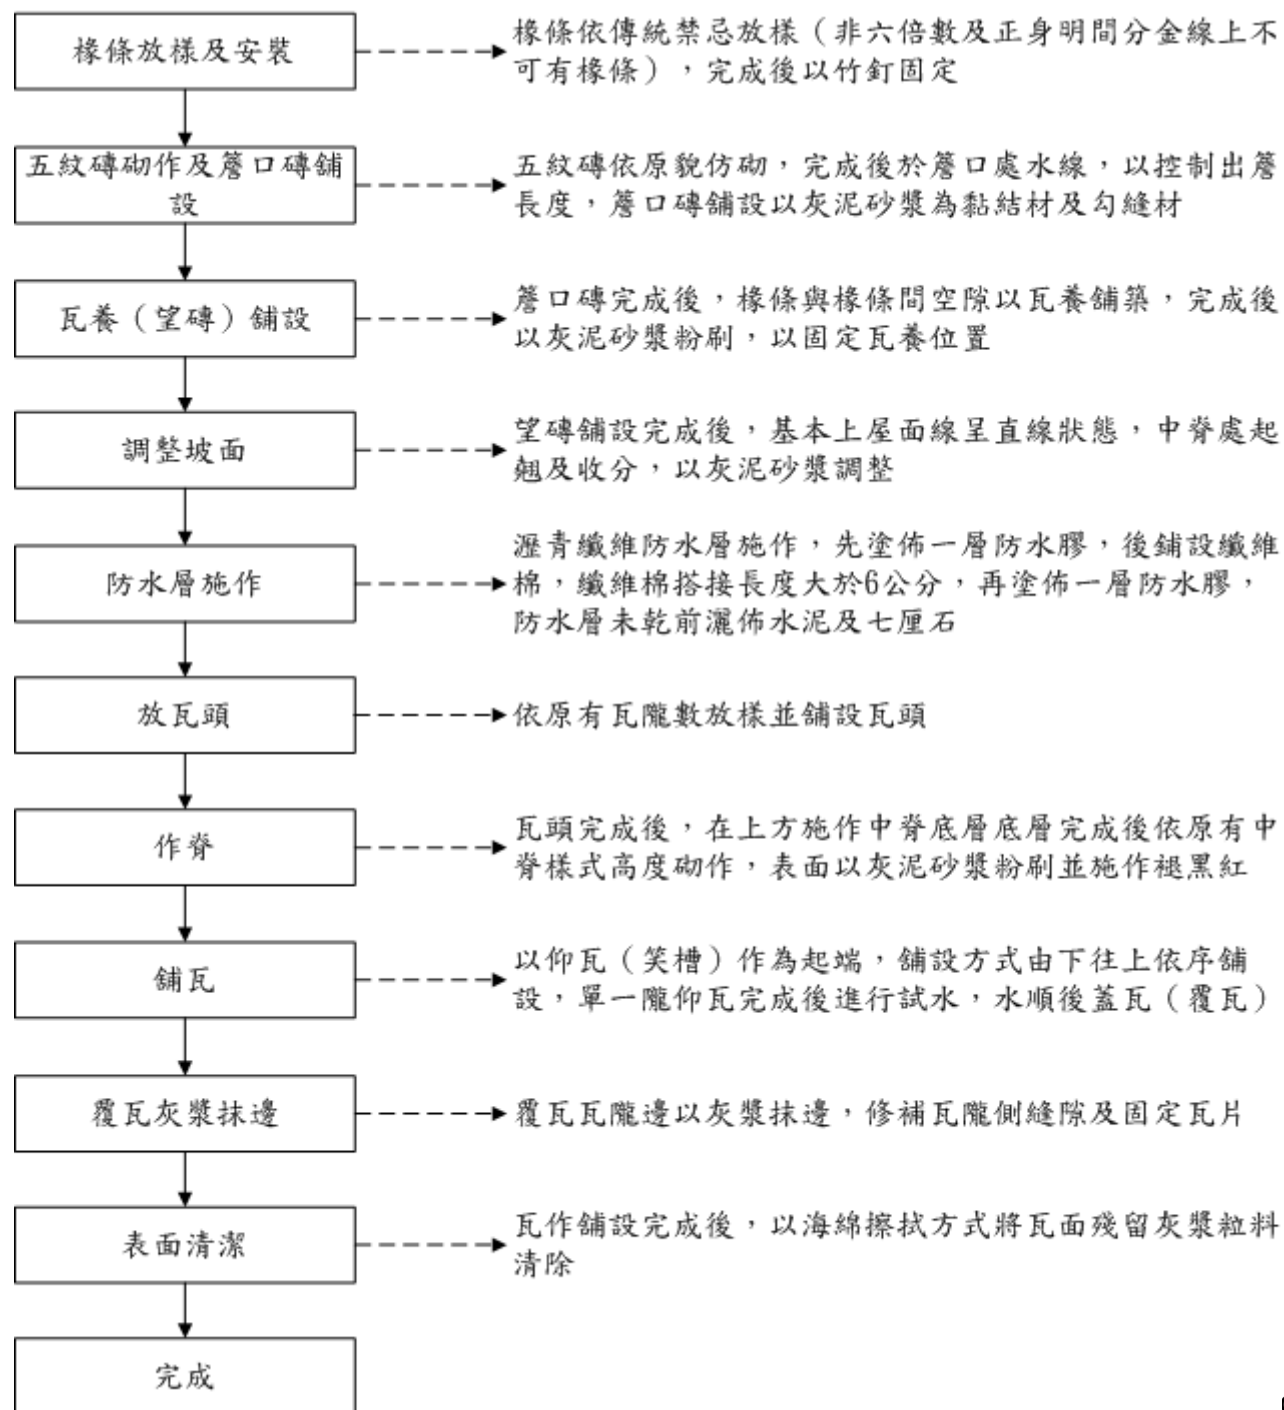 椽條放樣及安裝
椽條依傳統禁忌放樣（非六倍數及正身明間分金線上不
可有椽條），完成後以竹釘固定
五紋磚砌作及簷口磚舖
設
五紋磚依原貌仿砌，完成後於簷口處水線，以控制出簷
長度，簷口磚舖設以灰泥砂漿為黏結材及勾縫材
瓦養（望磚）舖設
簷口磚完成後，椽條與椽條間空隙以瓦養舖築，完成後
以灰泥砂漿粉刷，以固定瓦養位置
調整坡面
望磚舖設完成後，基本上屋面線呈直線狀態，中脊處起
翹及收分，以灰泥砂漿調整
防水層施作
瀝青纖維防水層施作，先塗佈一層防水膠，後鋪設纖維
棉，纖維棉搭接長度大於6公分，再塗佈一層防水膠，
防水層未乾前灑佈水泥及七厘石
放瓦頭
依原有瓦隴數放樣並舖設瓦頭
作脊
瓦頭完成後，在上方施作中脊底層底層完成後依原有中
脊樣式高度砌作，表面以灰泥砂漿粉刷並施作褪黑紅
舖瓦
以仰瓦（笑槽）作為起端，舖設方式由下往上依序舖
設，單一隴仰瓦完成後進行試水，水順後蓋瓦（覆瓦）
覆瓦灰漿抹邊
覆瓦瓦隴邊以灰漿抹邊，修補瓦隴側縫隙及固定瓦片
表面清潔
瓦作舖設完成後，以海綿擦拭方式將瓦面殘留灰漿粒料
清除
完成